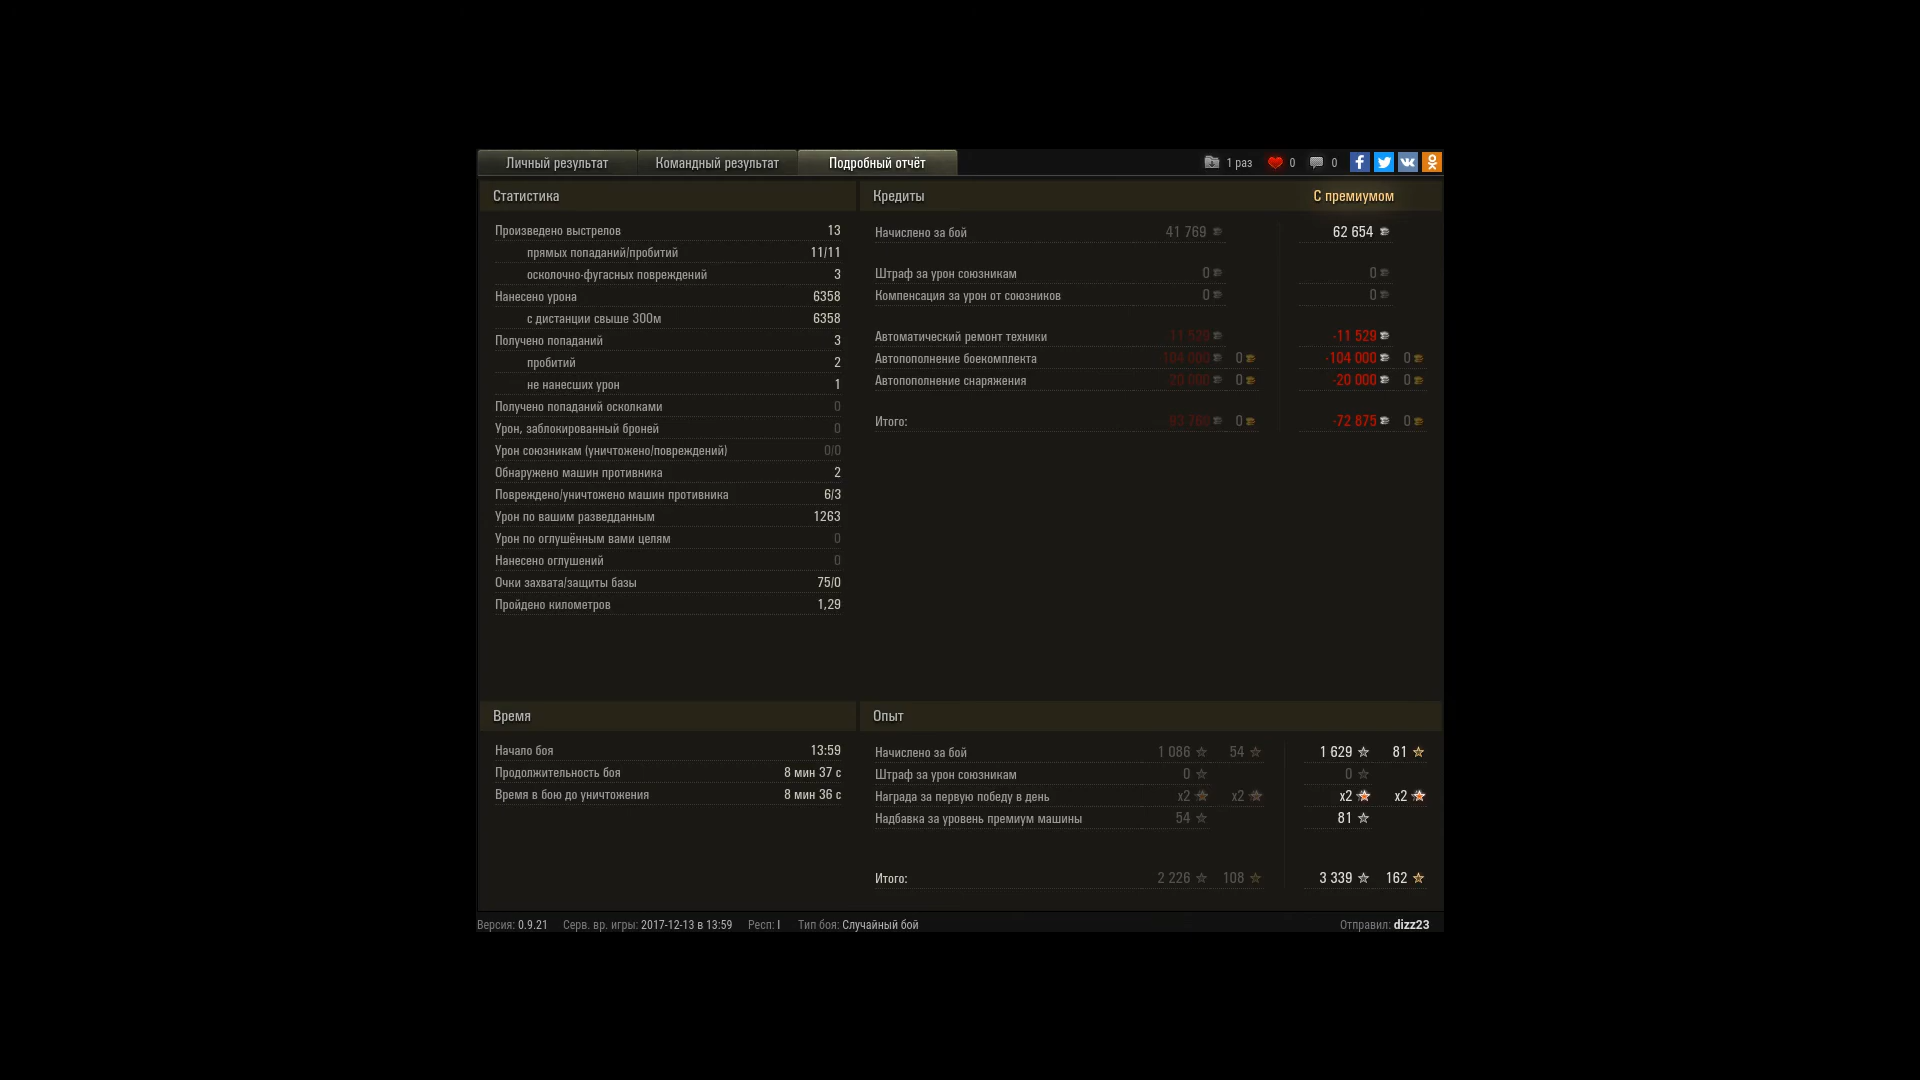 Личный результат Командный результат Подробный отчёт 1 раз 0 0
Статистика
Произведено выстрелов 13
прямых попаданий/пробитий 11/11
осколочно-фугасных повреждений 3
Нанесено урона 6358
с дистанции свыше 300м 6358
Получено попаданий 3
пробитий 2
не нанесших урон 1
Получено попаданий осколками 0
Урон, заблокированный броней 0
Урон союзникам (уничтожено/повреждений) 0/0
Обнаружено машин противника 2
Повреждено/уничтожено машин противника 6/3
Урон по вашим разведданным 1263
Урон по оглушённым вами целям 0
Нанесено оглушений 0
Очки захвата/защиты базы 75/0
Пройдено километров 1,29
Кредиты С премиумом
Начислено за бой 41 769 62 654
Штраф за урон союзникам 0 0
Компенсация за урон от союзников 0 0
Автоматический ремонт техники -11 529 -11 529
Автопополнение боекомплекта -104 000 0 -104 000 0
Автопополнение снаряжения -20 000 0 -20 000 0
Итого: -93 760 0 -72 875 0
Время
Начало боя 13:59
Продолжительность боя 8 мин 37 с
Время в бою до уничтожения 8 мин 36 с
Опыт
Начислено за бой 1 086 54 1 629 81
Штраф за урон союзникам 0 0
Награда за первую победу в день x2 x2 x2 x2
Надбавка за уровень премиум машины 54 81
Итого: 2 226 108 3 339 162
Версия: 0.9.21 Серв. вр. игры: 2017-12-13 в 13:59 Респ: I Тип боя: Случайный бой Отправил: dizz23